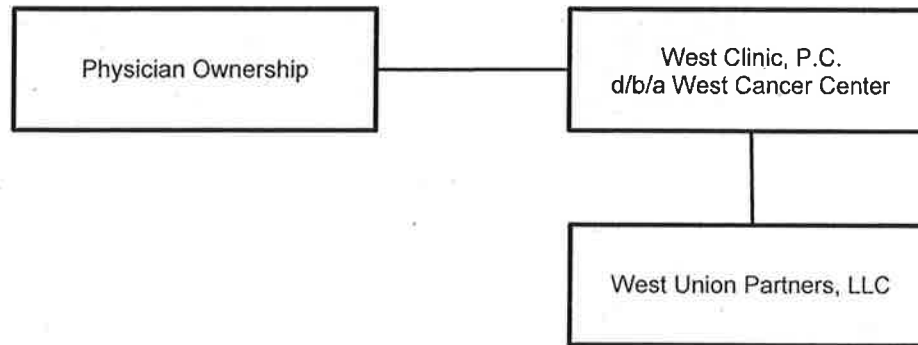 Physician Ownership
West Clinic, P.C.
d/b/a West Cancer Center
West Union Partners, LLC